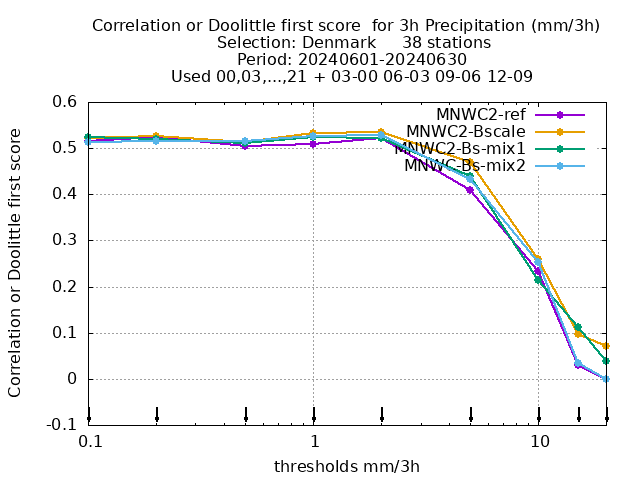 Correlation or Doolittle first score  for 3h Precipitation (mm/3h)
Selection: Denmark     38 stations
Period: 20240601-20240630
Used 00,03,...,21 + 03-00 06-03 09-06 12-09
Correlation or Doolittle first score
0.6
0.5
0.4
0.3
0.2
0.1
0
-0.1
MNWC2-ref
MNWC2-Bscale
MNWC2-Bs-mix1
MNWC-Bs-mix2
0.1
1
10
thresholds mm/3h